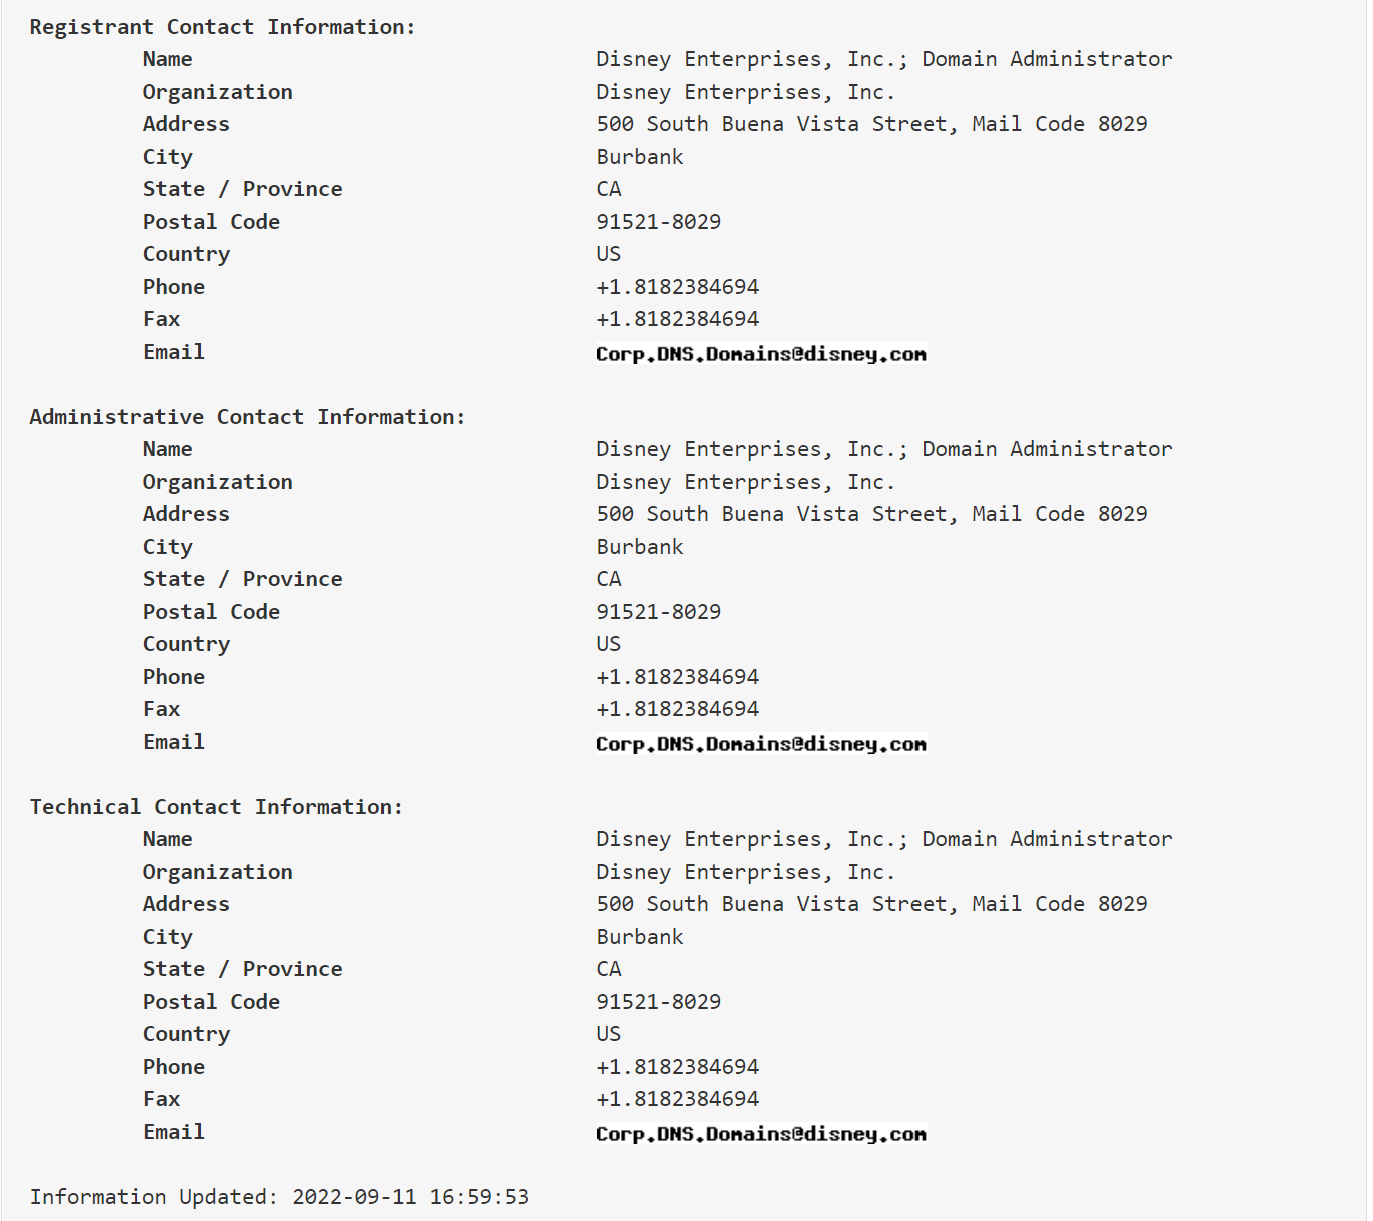 Registrant Contact Information:
Name Disney Enterprises, Inc.; Domain Administrator
Organization Disney Enterprises, Inc.
Address 500 South Buena Vista Street, Mail Code 8029
City Burbank
State / Province CA
Postal Code 91521-8029
Country US
Phone +1.8182384694
Fax +1.8182384694
Email Corp.DNS.Domains@disney.com
Administrative Contact Information:
Name Disney Enterprises, Inc.; Domain Administrator
Organization Disney Enterprises, Inc.
Address 500 South Buena Vista Street, Mail Code 8029
City Burbank
State / Province CA
Postal Code 91521-8029
Country US
Phone +1.8182384694
Fax +1.8182384694
Email Corp.DNS.Domains@disney.com
Technical Contact Information:
Name Disney Enterprises, Inc.; Domain Administrator
Organization Disney Enterprises, Inc.
Address 500 South Buena Vista Street, Mail Code 8029
City Burbank
State / Province CA
Postal Code 91521-8029
Country US
Phone +1.8182384694
Fax +1.8182384694
Email Corp.DNS.Domains@disney.com
Information Updated: 2022-09-11 16:59:53